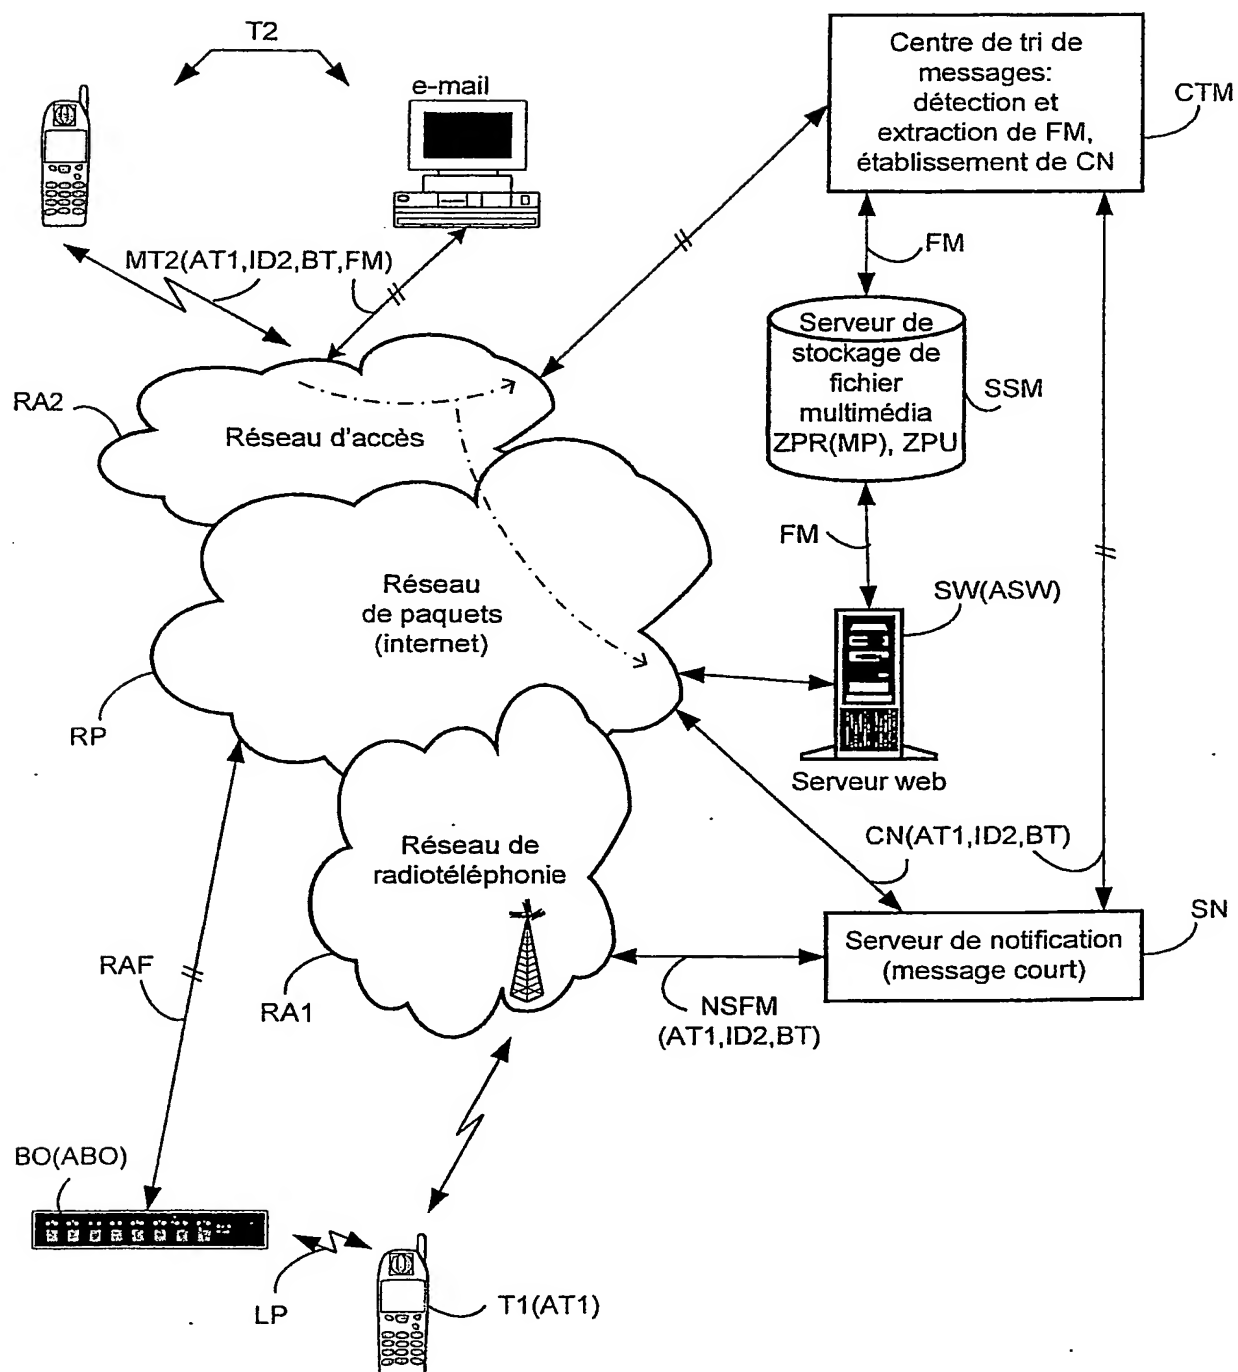 T2
e-mail
Centre de tri de
messages:
détection et
extraction de FM,
établissement de CN
CTM
MT2(AT1,ID2,BT,FM)
FM
Serveur de
stockage de
fichier
multimédia
ZPR(MP), ZPU
SSM
RA2
Réseau d'accès
FM
Réseau
de paquets
(internet)
SW(ASW)
RP
Serveur web
Réseau de
radiotéléphonie
CN(AT1,ID2,BT)
SN
Serveur de notification
(message court)
RAF
RA1
NSFM
(AT1,ID2,BT)
BO(ABO)
LP
T1(AT1)